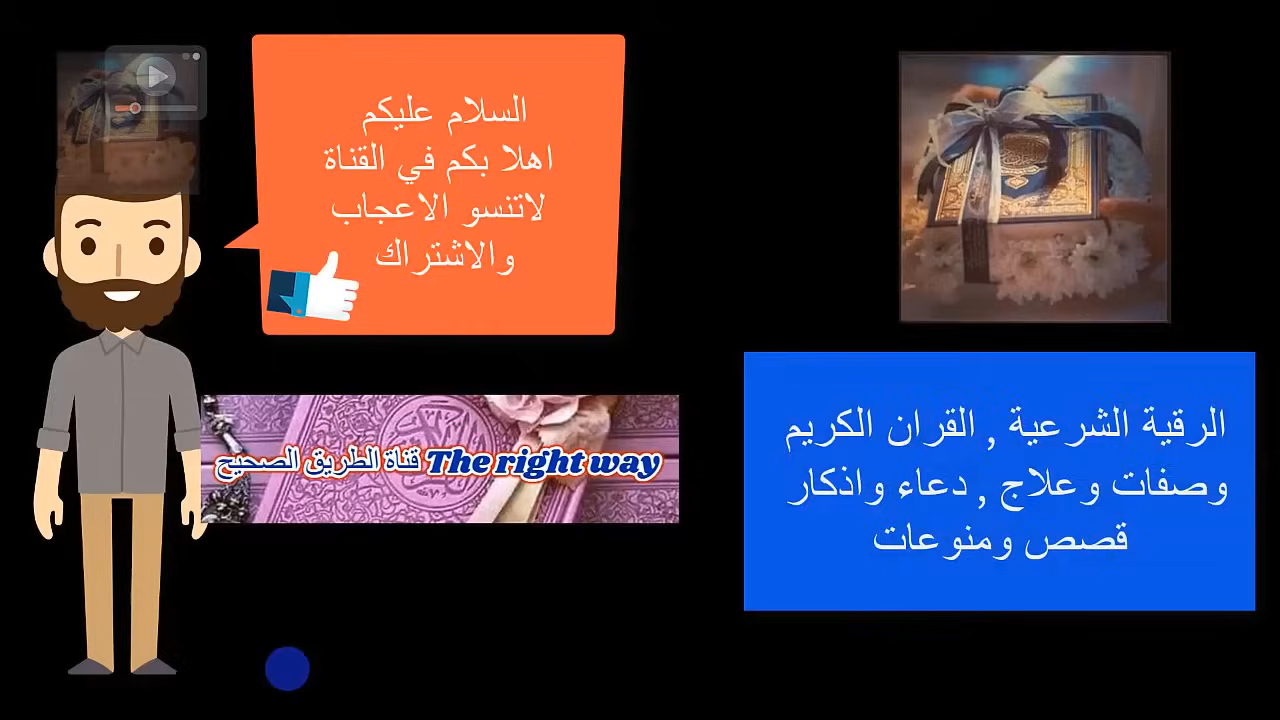 السلام عليكم
اهلا بكم في القناة
لاتنسو الاعجاب
والاشتراك
قناة الطريق الصحيح The right way
الرقية الشرعية , القران الكريم
وصفات وعلاج , دعاء واذكار
قصص ومنوعات